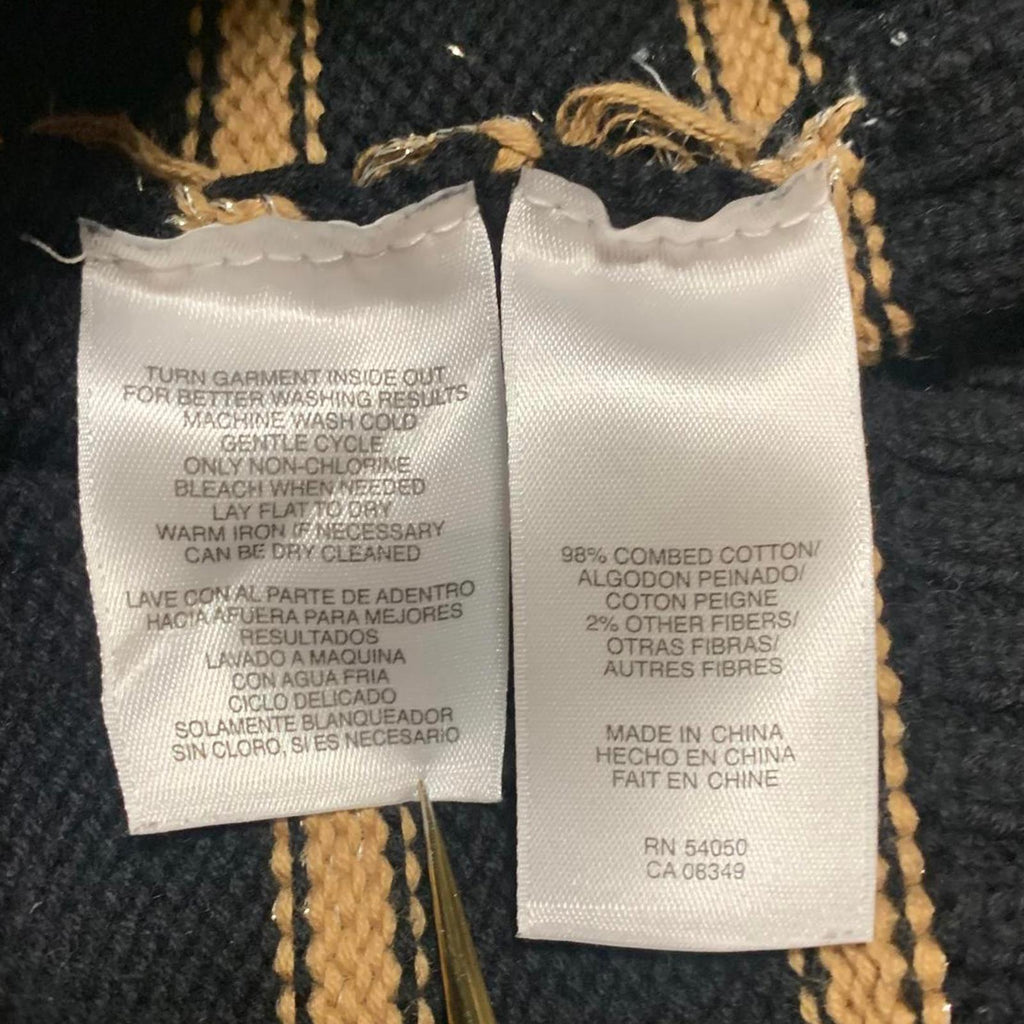 TURN GARMENT INSIDE OUT
FOR BETTER WASHING RESULTS
MACHINE WASH COLD
GENTLE CYCLE
ONLY NON-CHLORINE
BLEACH WHEN NEEDED
LAY FLAT TO DRY
WARM IRON IF NECESSARY
CAN BE DRY CLEANED
LAVE CON AL PARTE DE ADENTRO
HACIA AFUERA PARA MEJORES
RESULTADOS
LAVADO A MAQUINA
CON AGUA FRIA
CICLO DELICADO
SOLAMENTE BLANQUEADOR
SIN CLORO, SI ES NECESARIO
98% COMBED COTTON/
ALGODON PEINADO/
COTON PEIGNE
2% OTHER FIBERS/
OTRAS FIBRAS/
AUTRES FIBRES
MADE IN CHINA
HECHO EN CHINA
FAIT EN CHINE
RN 54050
CA 08349